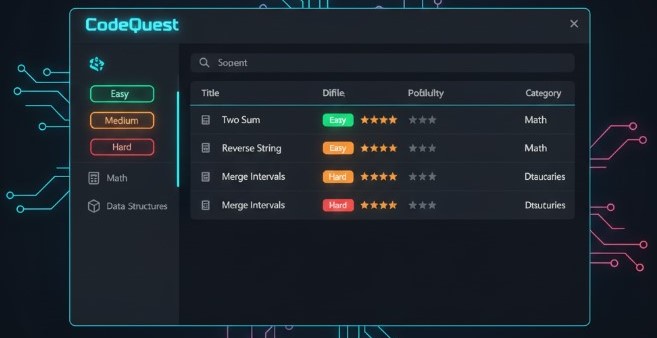 CodeQuest
Easy
Medium
Hard
Math
Data Structures
Sopent
Title Difile, Category
Two Sum Easy Math
Reverse String Easy Math
Merge Intervals Hard Dtaucaries
Merge Intervals Hard Dtsuturies